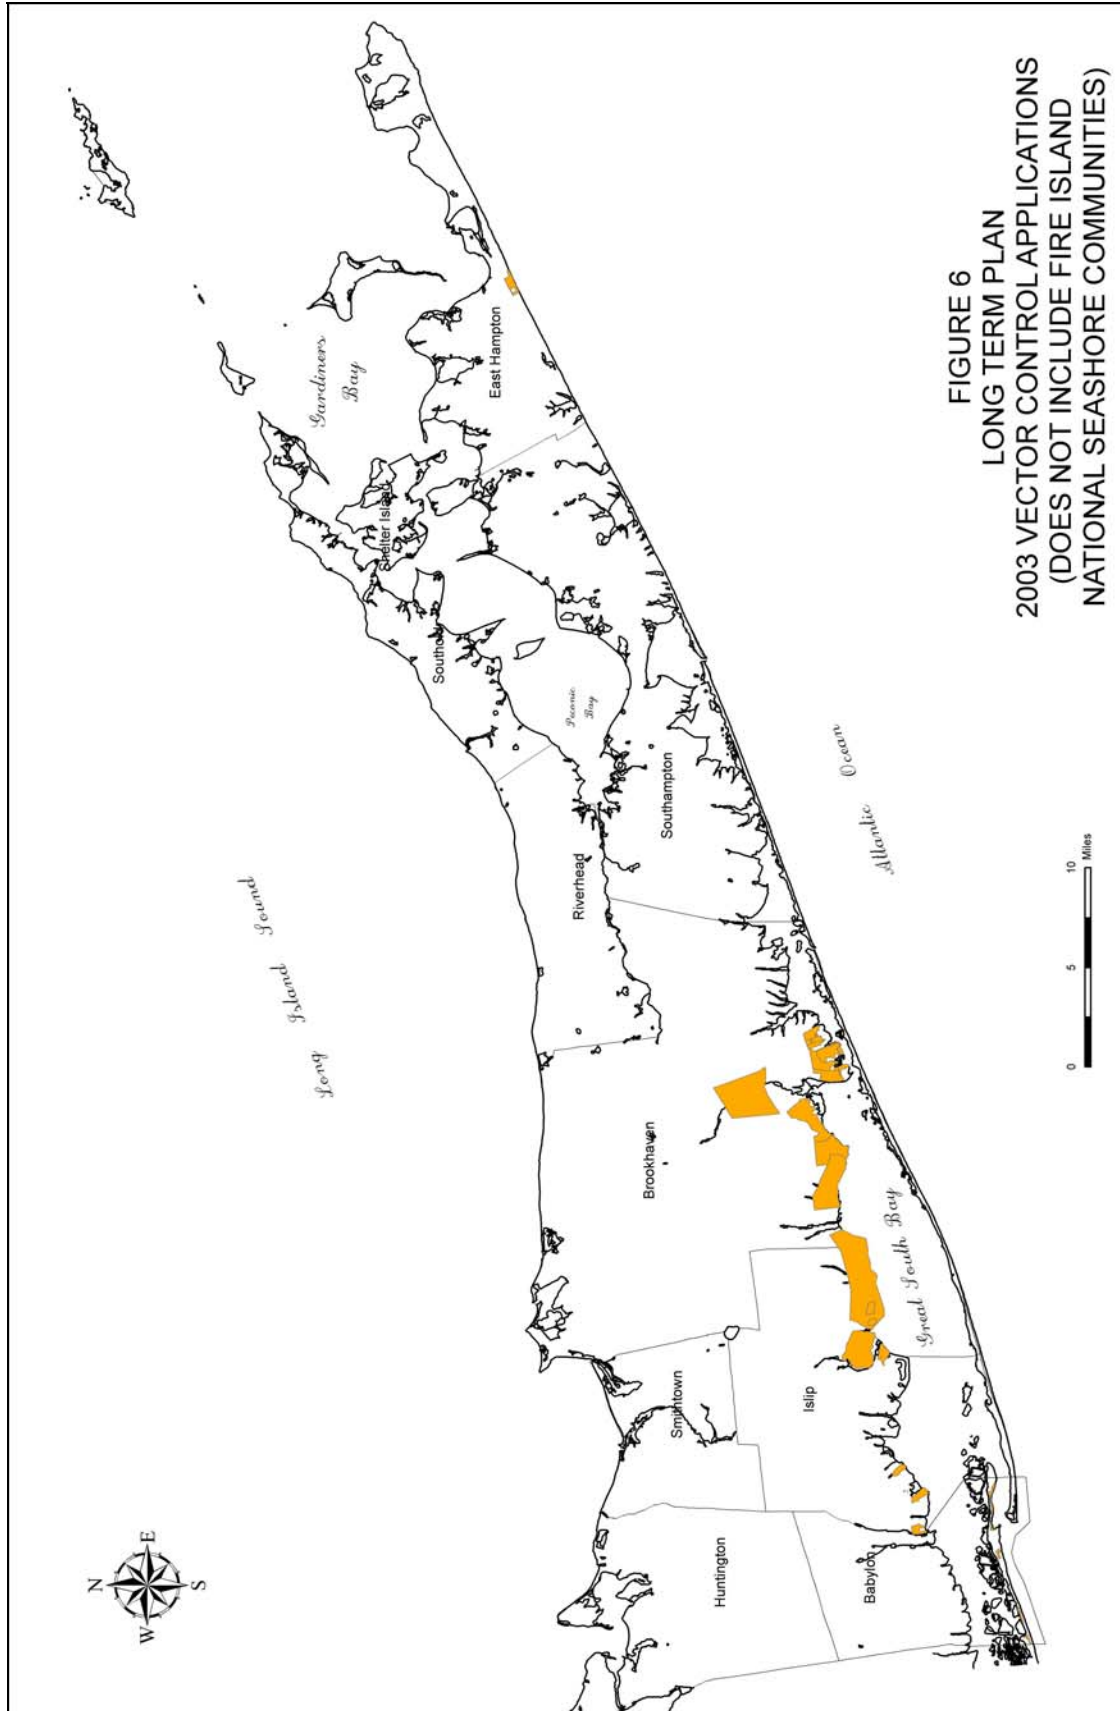 N
W E
S
Long Island Sound
Gardiners
Bay
Shelter Island
Southold
East Hampton
Peconic
Bay
Riverhead
Southampton
Brookhaven
Smithtown
Islip
Huntington
Babylon
Great South Bay
Atlantic Ocean
0 5 10
Miles
FIGURE 6
LONG TERM PLAN
2003 VECTOR CONTROL APPLICATIONS
(DOES NOT INCLUDE FIRE ISLAND
NATIONAL SEASHORE COMMUNITIES)